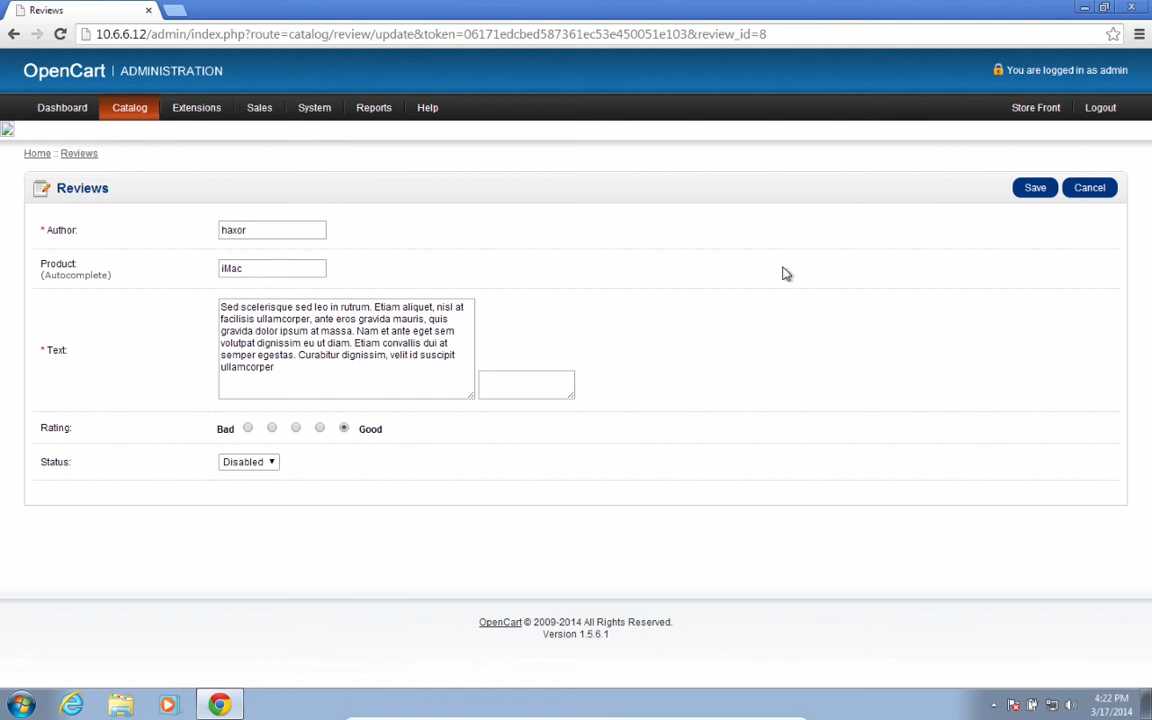 Reviews
10.6.6.12/admin/index.php?route=catalog/review/update&token=06171edcbed587361ec53e450051e103&review_id=8
OpenCart | ADMINISTRATION
You are logged in as admin
Dashboard Catalog Extensions Sales System Reports Help Store Front Logout
Home :: Reviews
Reviews Save Cancel
* Author: haxor
Product: iMac
(Autocomplete)
* Text:
Sed scelerisque sed leo in rutrum. Etiam aliquet, nisl at
facilisis ullamcorper, ante eros gravida mauris, quis
gravida dolor ipsum at massa. Nam et ante eget sem
volutpat dignissim eu ut diam. Etiam convallis dui at
semper egestas. Curabitur dignissim, velit id suscipit
ullamcorper
Rating: Bad Good
Status: Disabled
OpenCart © 2009-2014 All Rights Reserved.
Version 1.5.6.1
4:22 PM
3/17/2014